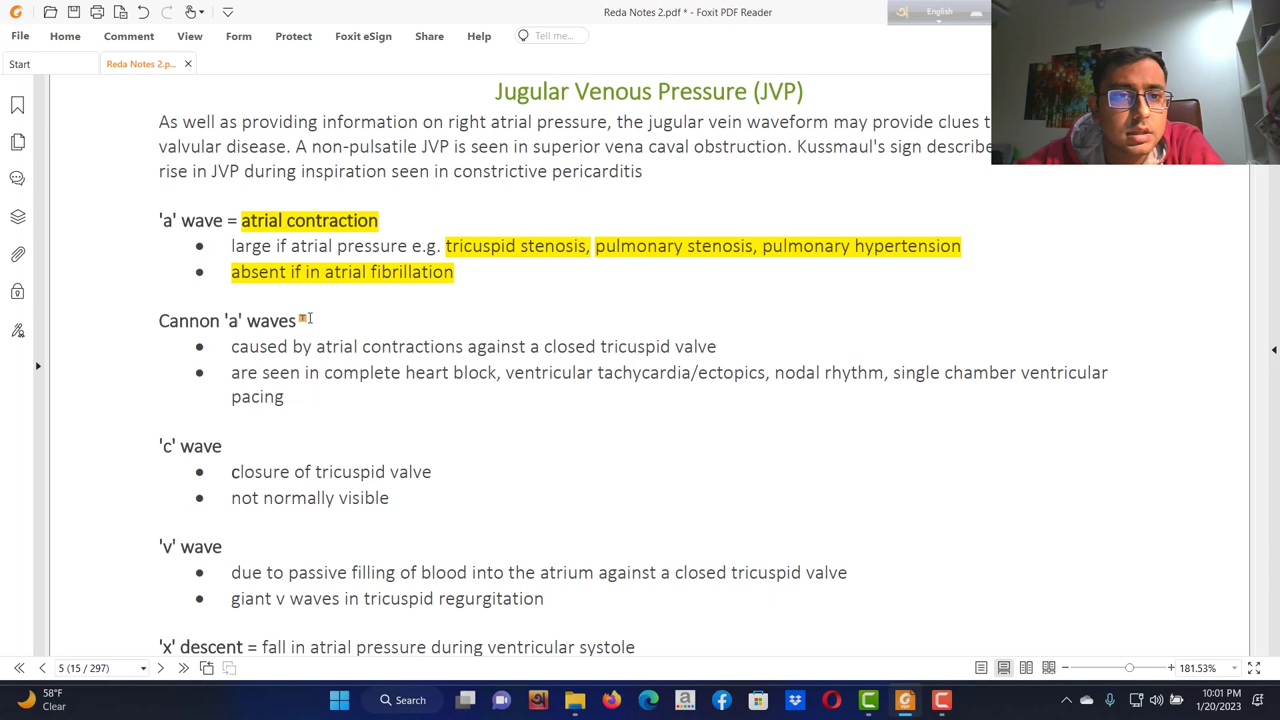 Reda Notes 2.pdf * - Foxit PDF Reader
English
File Home Comment View Form Protect Foxit eSign Share Help Tell me...
Start Reda Notes 2.p...
Jugular Venous Pressure (JVP)
As well as providing information on right atrial pressure, the jugular vein waveform may provide clues t
valvular disease. A non-pulsatile JVP is seen in superior vena caval obstruction. Kussmaul's sign describe
rise in JVP during inspiration seen in constrictive pericarditis
'a' wave = atrial contraction
• large if atrial pressure e.g. tricuspid stenosis, pulmonary stenosis, pulmonary hypertension
• absent if in atrial fibrillation
Cannon 'a' waves
• caused by atrial contractions against a closed tricuspid valve
• are seen in complete heart block, ventricular tachycardia/ectopics, nodal rhythm, single chamber ventricular
pacing
'c' wave
• closure of tricuspid valve
• not normally visible
'v' wave
• due to passive filling of blood into the atrium against a closed tricuspid valve
• giant v waves in tricuspid regurgitation
'x' descent = fall in atrial pressure during ventricular systole
5 (15 / 297) 181.53%
58°F
Clear
Search
10:01 PM
1/20/2023